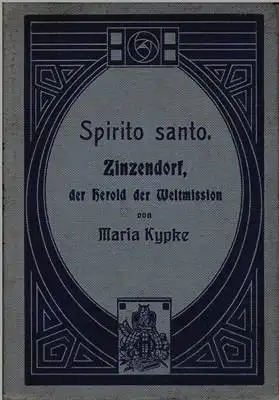 Spirito santo.
Zinzendorf,
der Herold der Weltmission
von
Maria Kypke